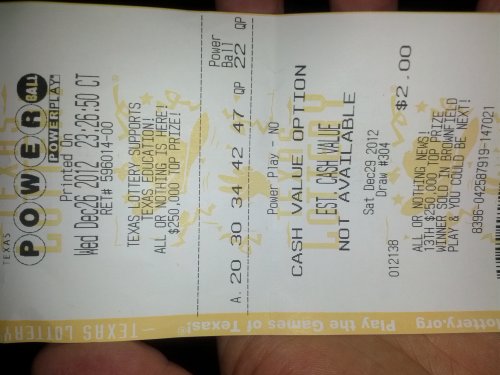 TEXAS
POWERBALL
POWERPLAY
Printed On
Wed Dec26 2012 23:26:50 CT
RET# 596014-00
TEXAS LOTTERY SUPPORTS
TEXAS EDUCATION!
ALL OR NOTHING IS HERE!
$250,000 TOP PRIZE!
Power
Ball
A. 20 30 34 42 47 QP 22 QP
Power Play - NO
CASH VALUE OPTION
EST. CASH VALUE
NOT AVAILABLE
Sat Dec29 2012
Draw #304
$2.00
012138
ALL OR NOTHING NEWS!
13TH $250,000 TOP PRIZE
WINNER SOLD IN BROWNFIELD
PLAY & YOU COULD BE NEXT!
8396-042587919-147021
TEXAS LOTTERY
Play the Games of Texas!
lottery.org